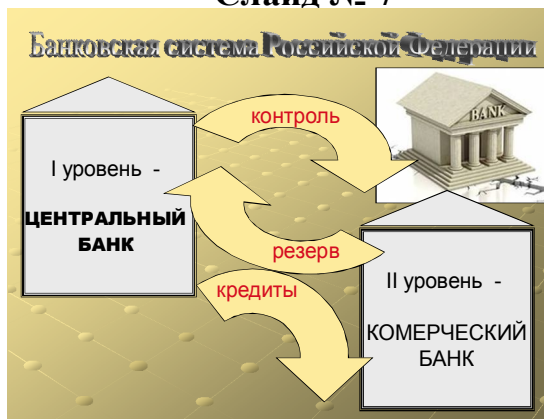 Слайд № 7
Банковская система Российской Федерации
контроль
BANK
I уровень -
ЦЕНТРАЛЬНЫЙ
БАНК
резерв
кредиты
II уровень -
КОМЕРЧЕСКИЙ
БАНК